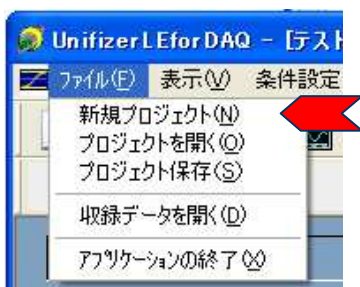 UnifizerLEforDAQ - [テスト
ファイル(F) 表示(V) 条件設定
新規プロジェクト(N)
プロジェクトを開く(O)
プロジェクト保存(S)
収録データを開く(D)
アプリケーションの終了(X)